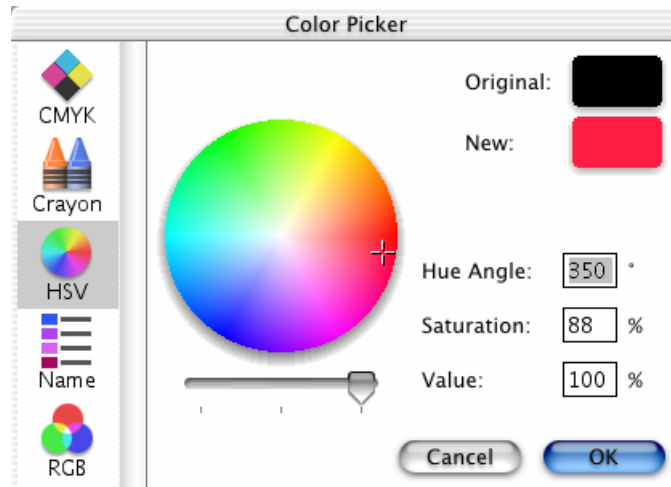 Color Picker
CMYK
Crayon
HSV
Name
RGB
Original:
New:
Hue Angle: 350 °
Saturation: 88 %
Value: 100 %
Cancel OK